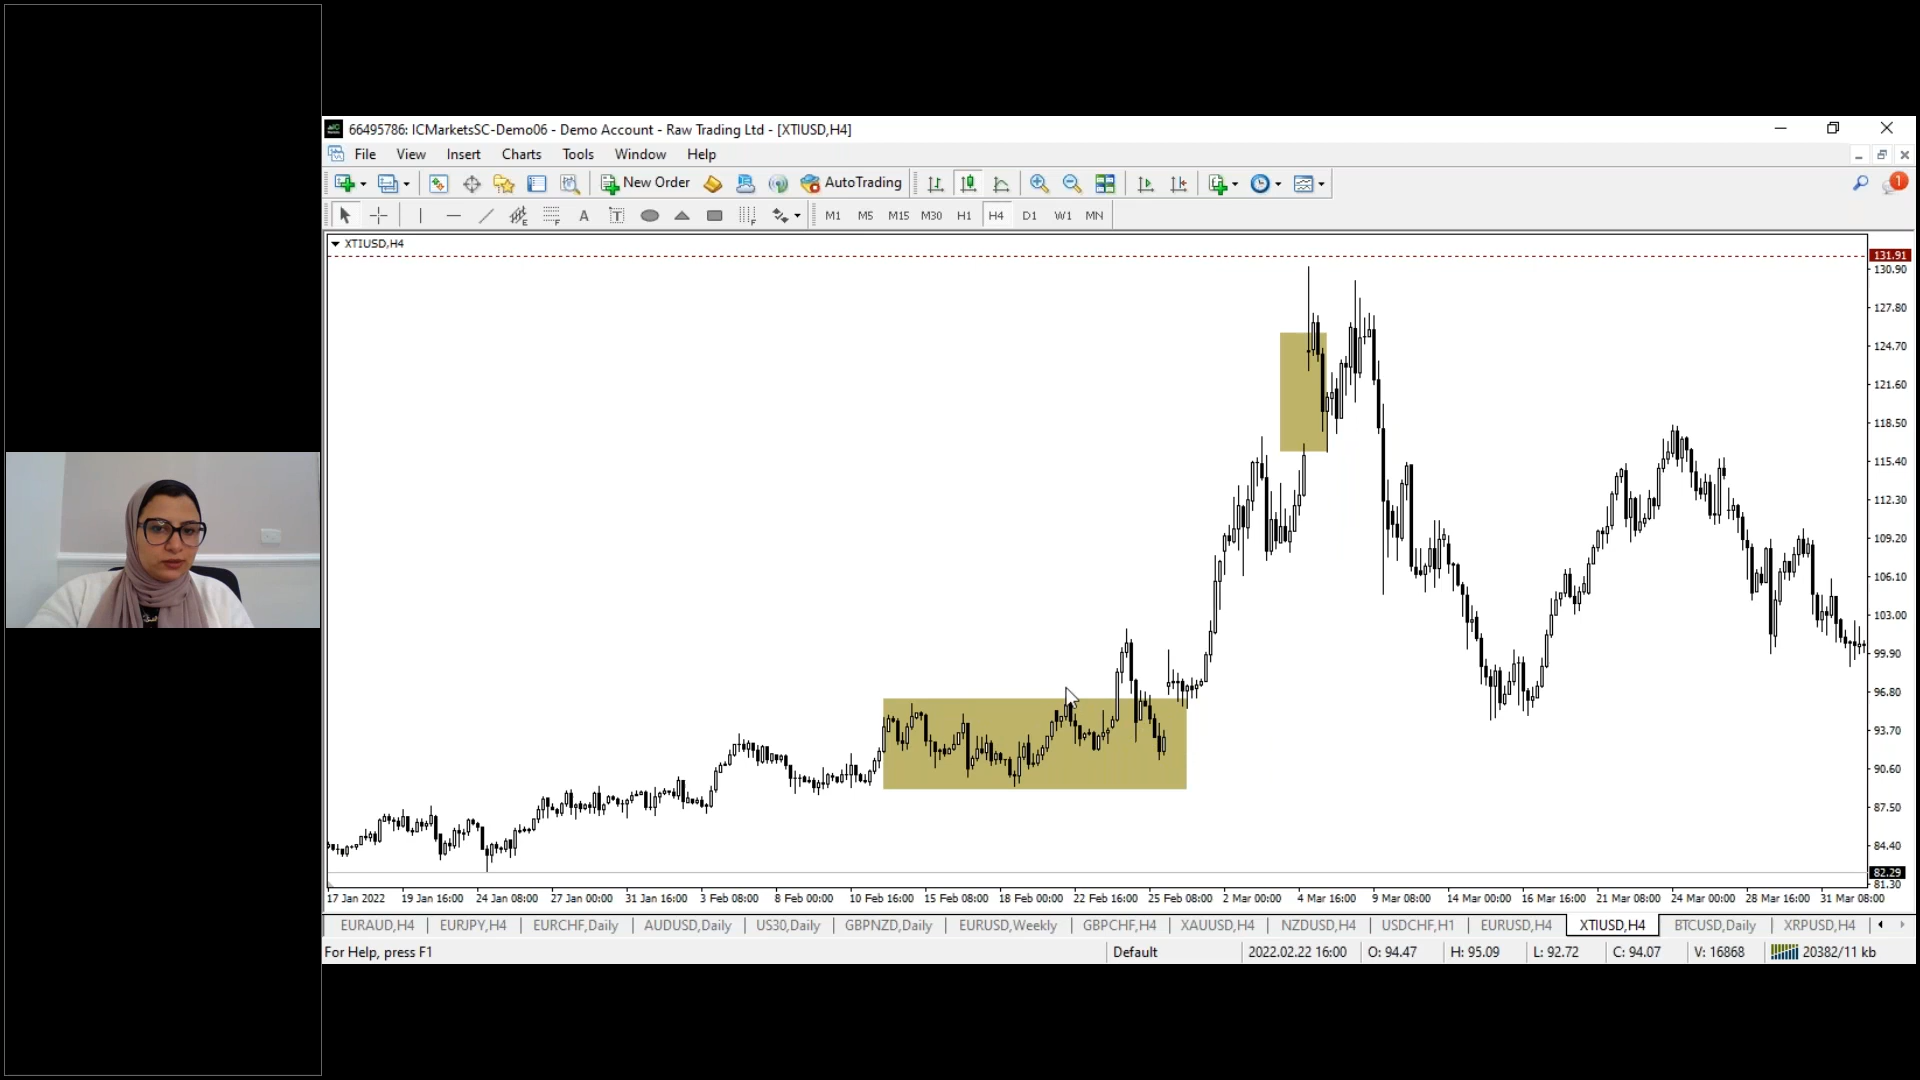 66495786: ICMarketsSC-Demo06 - Demo Account - Raw Trading Ltd - [XTIUSD,H4]
File View Insert Charts Tools Window Help
New Order AutoTrading 1
A T M1 M5 M15 M30 H1 H4 D1 W1 MN
XTIUSD,H4
131.91
130.90
127.80
124.70
121.60
118.50
115.40
112.30
109.20
106.10
103.00
99.90
96.80
93.70
90.60
87.50
84.40
82.29
81.30
17 Jan 2022 19 Jan 16:00 24 Jan 08:00 27 Jan 00:00 31 Jan 16:00 3 Feb 08:00 8 Feb 00:00 10 Feb 16:00 15 Feb 08:00 18 Feb 00:00 22 Feb 16:00 25 Feb 08:00 2 Mar 00:00 4 Mar 16:00 9 Mar 08:00 14 Mar 00:00 16 Mar 16:00 21 Mar 08:00 24 Mar 00:00 28 Mar 16:00 31 Mar 08:00
EURAUD,H4 EURJPY,H4 EURCHF,Daily AUDUSD,Daily US30,Daily GBPNZD,Daily EURUSD,Weekly GBPCHF,H4 XAUUSD,H4 NZDUSD,H4 USDCHF,H1 EURUSD,H4 XTIUSD,H4 BTCUSD,Daily XRPUSD,H4
For Help, press F1 Default 2022.02.22 16:00 O: 94.47 H: 95.09 L: 92.72 C: 94.07 V: 16868 20382/11 kb